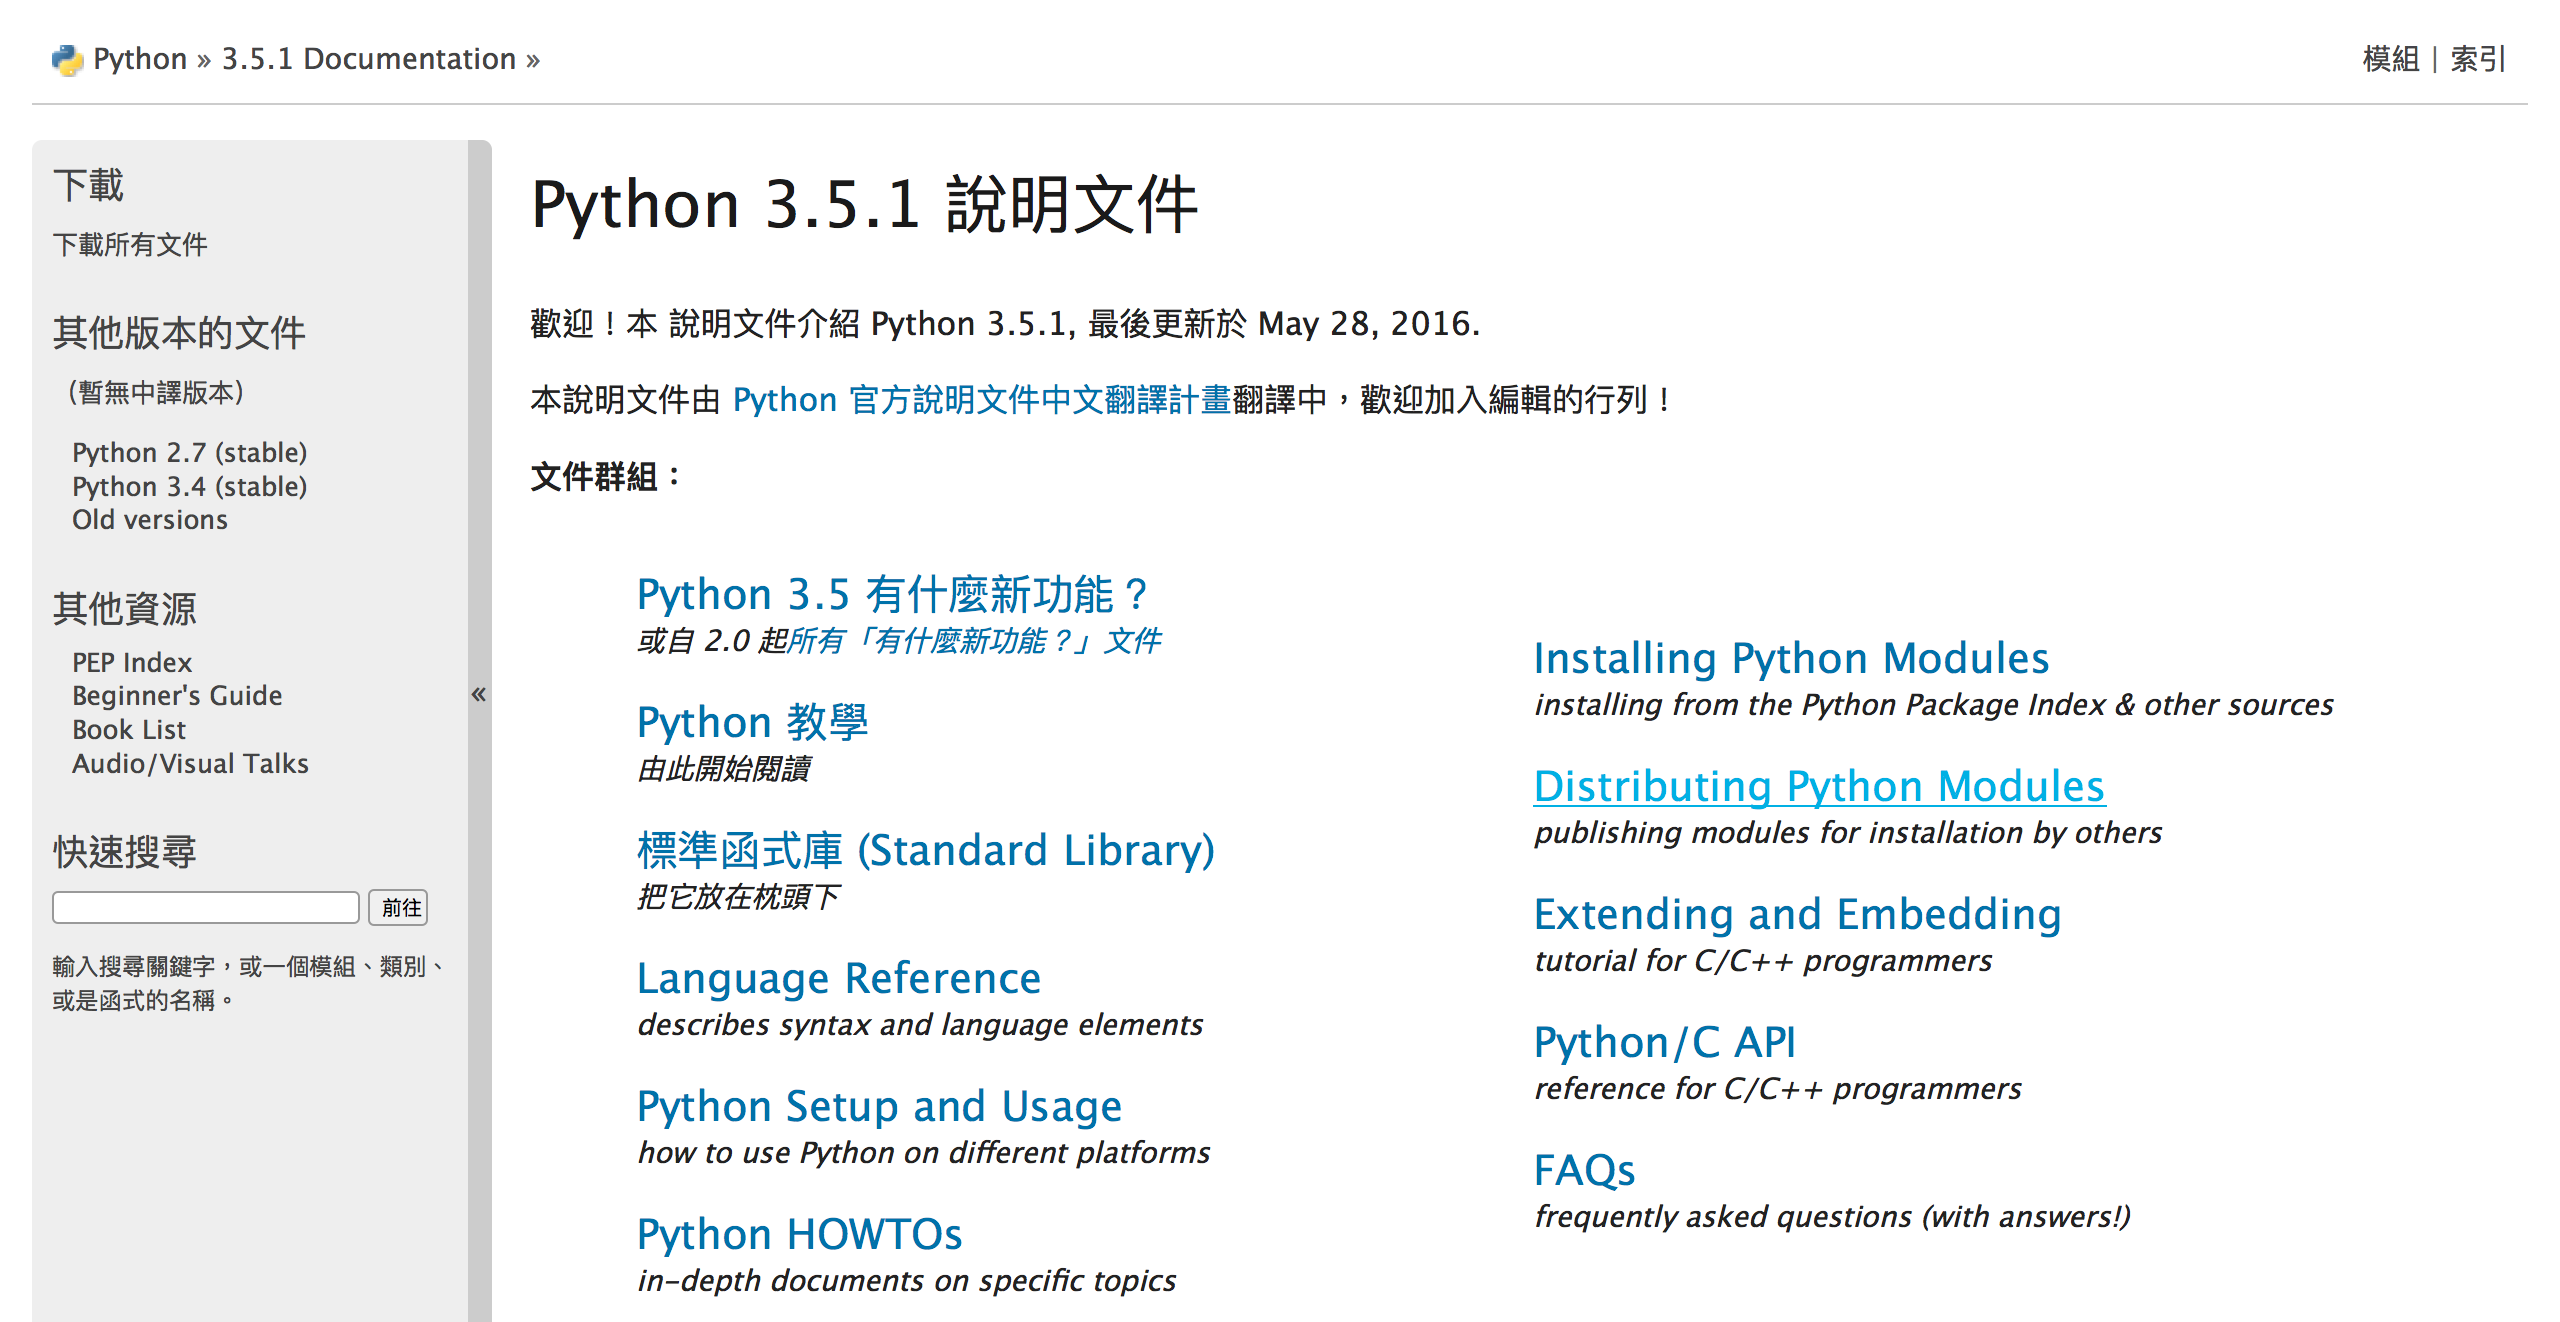 Python » 3.5.1 Documentation »
模組 | 索引
下載
下載所有文件
其他版本的文件
(暫無中譯版本)
Python 2.7 (stable)
Python 3.4 (stable)
Old versions
其他資源
PEP Index
Beginner's Guide
Book List
Audio/Visual Talks
快速搜尋
前往
輸入搜尋關鍵字，或一個模組、類別、
或是函式的名稱。
«
Python 3.5.1 說明文件
歡迎！本 說明文件介紹 Python 3.5.1, 最後更新於 May 28, 2016.
本說明文件由 Python 官方說明文件中文翻譯計畫翻譯中，歡迎加入編輯的行列！
文件群組：
Python 3.5 有什麼新功能？
或自 2.0 起所有「有什麼新功能？」文件
Python 教學
由此開始閱讀
標準函式庫 (Standard Library)
把它放在枕頭下
Language Reference
describes syntax and language elements
Python Setup and Usage
how to use Python on different platforms
Python HOWTOs
in-depth documents on specific topics
Installing Python Modules
installing from the Python Package Index & other sources
Distributing Python Modules
publishing modules for installation by others
Extending and Embedding
tutorial for C/C++ programmers
Python/C API
reference for C/C++ programmers
FAQs
frequently asked questions (with answers!)